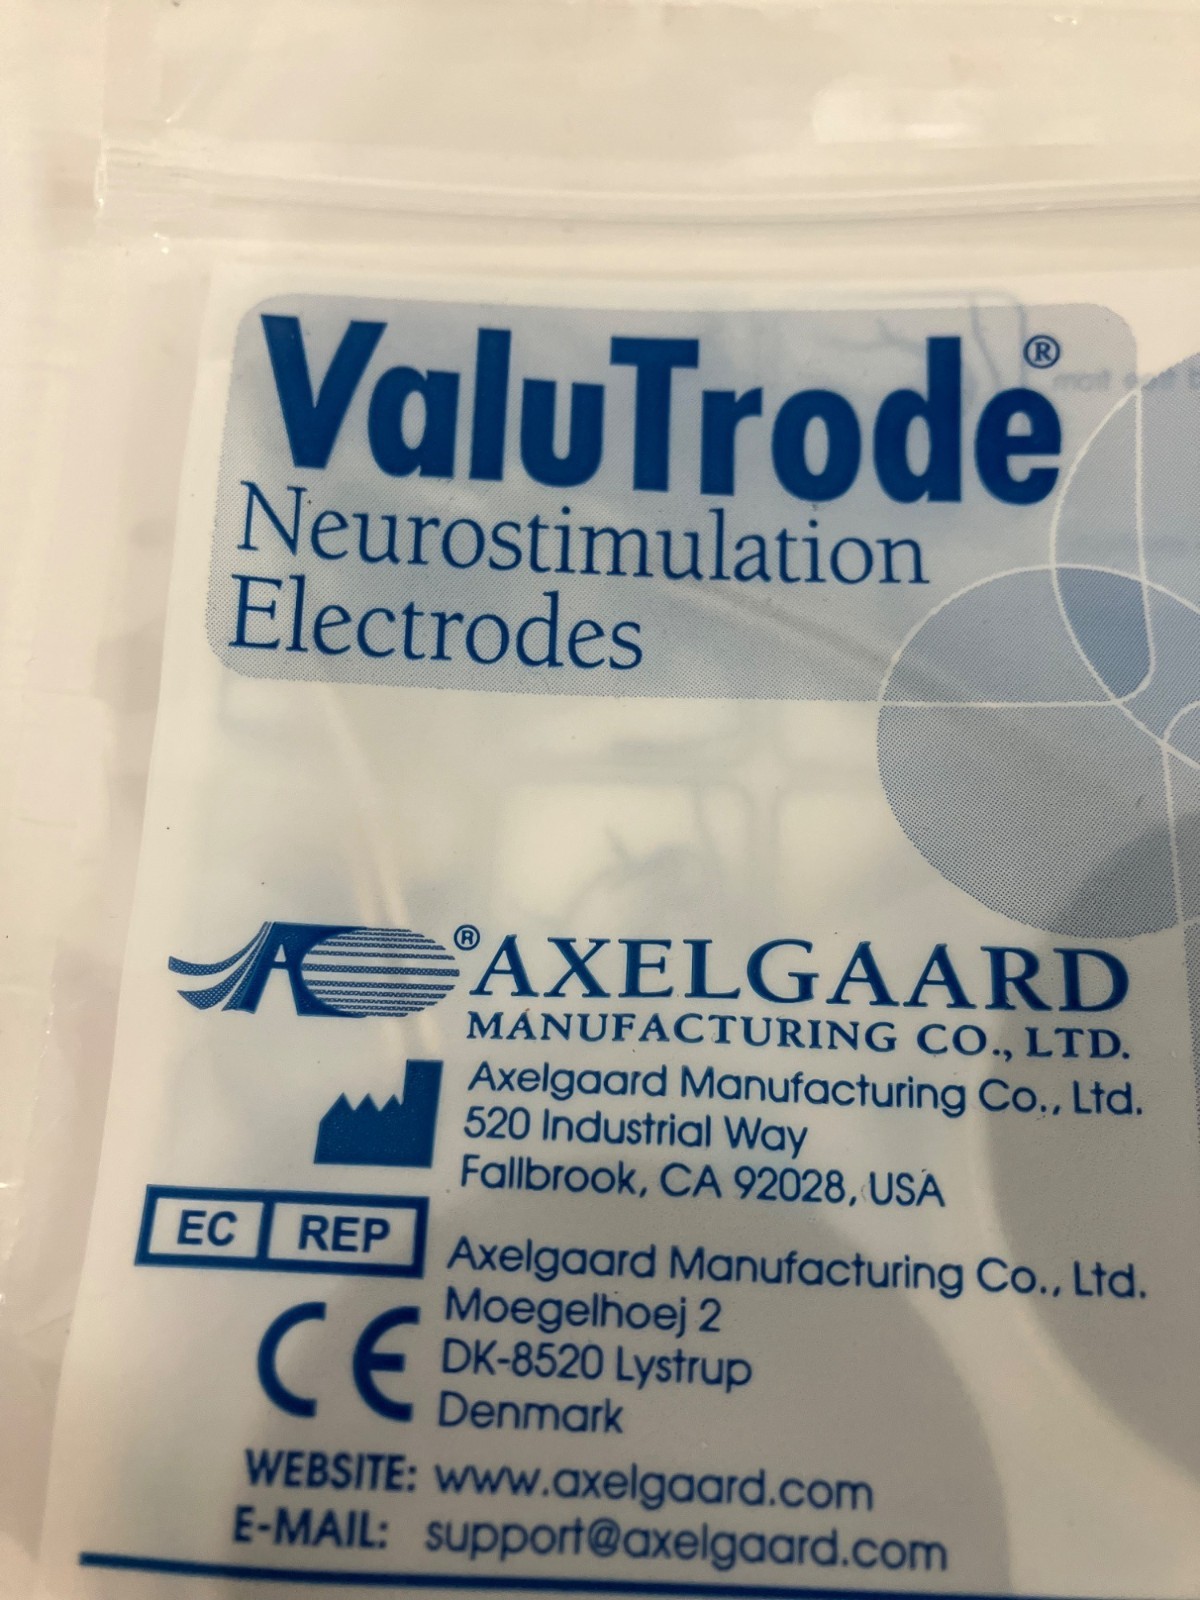 ValuTrode®
Neurostimulation
Electrodes
® AXELGAARD
MANUFACTURING CO., LTD.
Axelgaard Manufacturing Co., Ltd.
520 Industrial Way
Fallbrook, CA 92028, USA
EC REP
Axelgaard Manufacturing Co., Ltd.
Moegelhoej 2
DK-8520 Lystrup
Denmark
CE
WEBSITE: www.axelgaard.com
E-MAIL: support@axelgaard.com